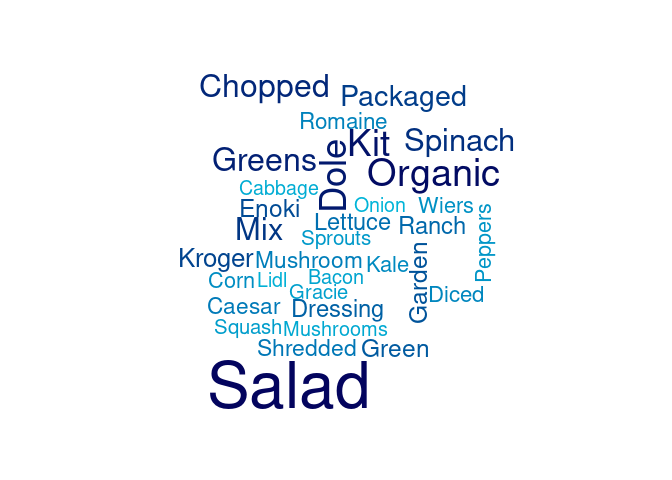 Chopped
Packaged
Romaine
Kit
Spinach
Greens
Dole
Organic
Cabbage
Enoki
Onion
Wiers
Lettuce
Ranch
Mix
Sprouts
Peppers
Kroger
Mushroom
Kale
Garden
Corn
Lidl
Bacon
Gracie
Diced
Caesar
Dressing
Squash
Mushrooms
Shredded
Green
Salad